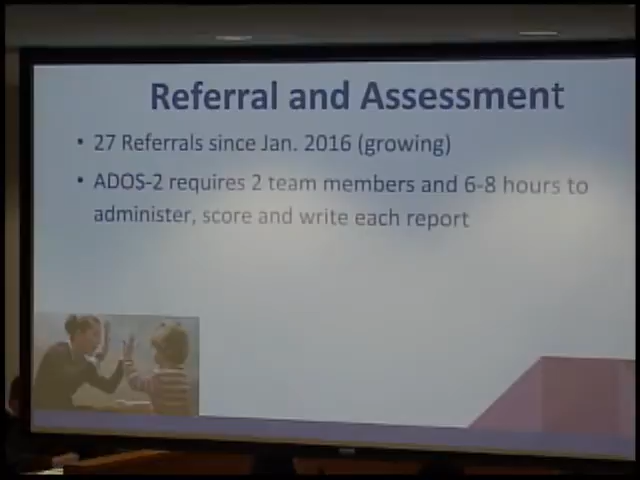 Referral and Assessment
• 27 Referrals since Jan. 2016 (growing)
• ADOS-2 requires 2 team members and 6-8 hours to
administer, score and write each report